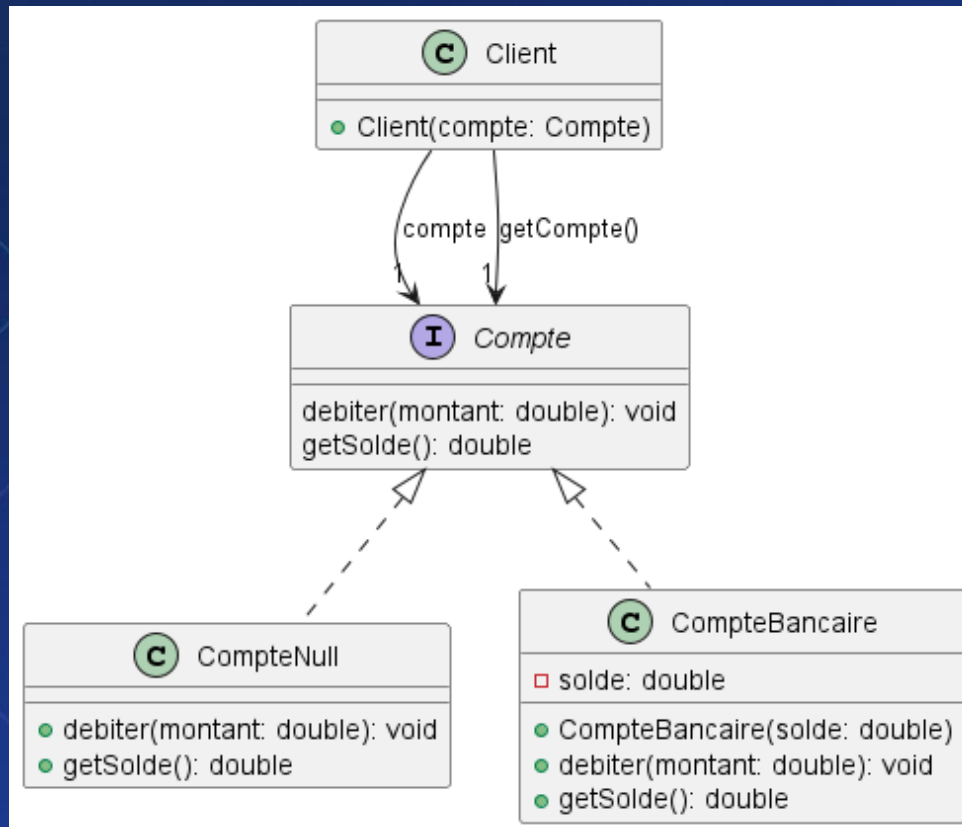 C Client
Client(compte: Compte)
compte getCompte()
1 1
I Compte
debiter(montant: double): void
getSolde(): double
C CompteNull
debiter(montant: double): void
getSolde(): double
C CompteBancaire
solde: double
CompteBancaire(solde: double)
debiter(montant: double): void
getSolde(): double